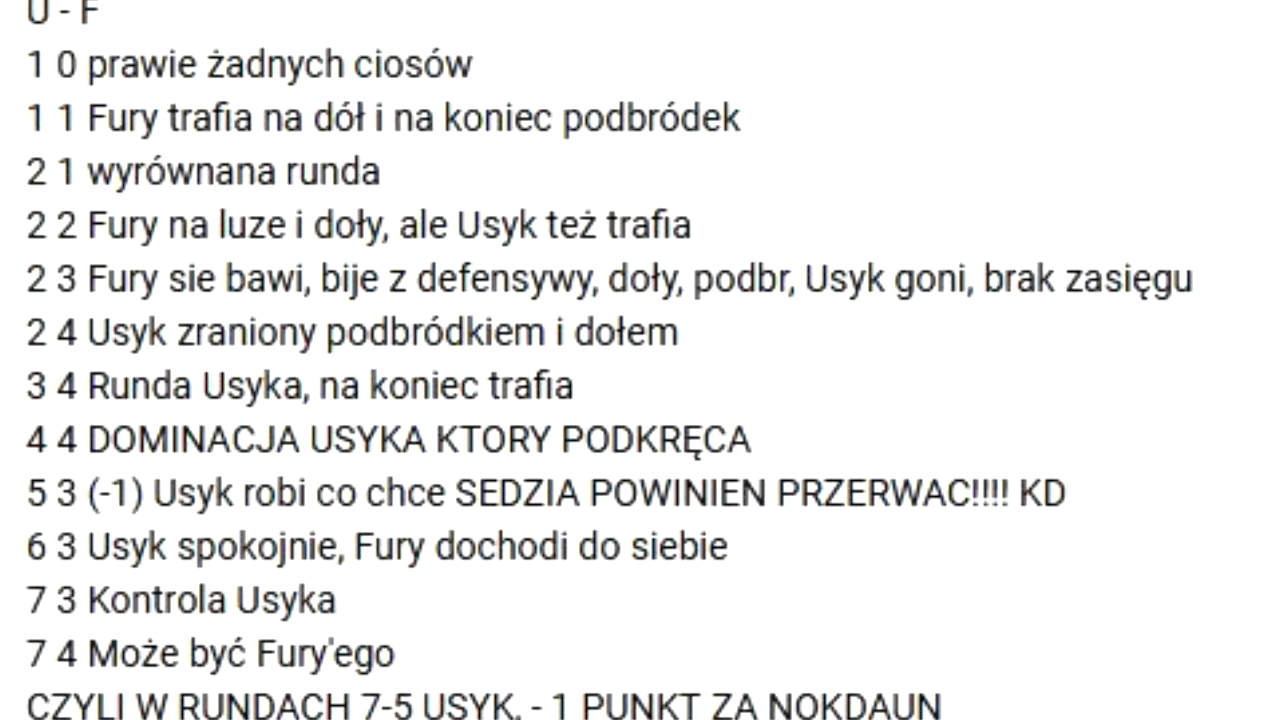 U - F
1 0 prawie żadnych ciosów
1 1 Fury trafia na dół i na koniec podbródek
2 1 wyrównana runda
2 2 Fury na luze i doły, ale Usyk też trafia
2 3 Fury sie bawi, bije z defensywy, doły, podbr, Usyk goni, brak zasięgu
2 4 Usyk zraniony podbródkiem i dołem
3 4 Runda Usyka, na koniec trafia
4 4 DOMINACJA USYKA KTORY PODKRĘCA
5 3 (-1) Usyk robi co chce SEDZIA POWINIEN PRZERWAC!!!! KD
6 3 Usyk spokojnie, Fury dochodi do siebie
7 3 Kontrola Usyka
7 4 Może być Fury'ego
CZYLI W RUNDACH 7-5 USYK, - 1 PUNKT ZA NOKDAUN